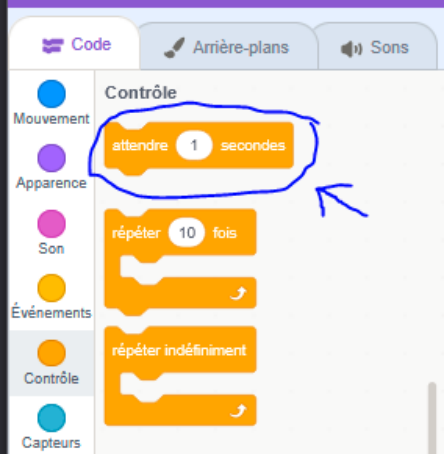 Code
Arrière-plans
Sons
Mouvement
Apparence
Son
Événements
Contrôle
Capteurs
Contrôle
attendre 1 secondes
répéter 10 fois
répéter indéfiniment